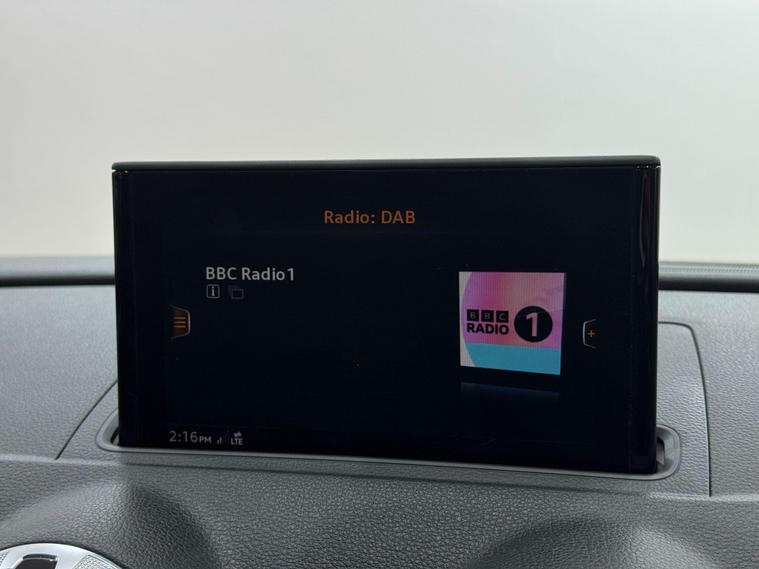 Radio: DAB
BBC Radio1
BBC
RADIO 1
2:16PM LTE